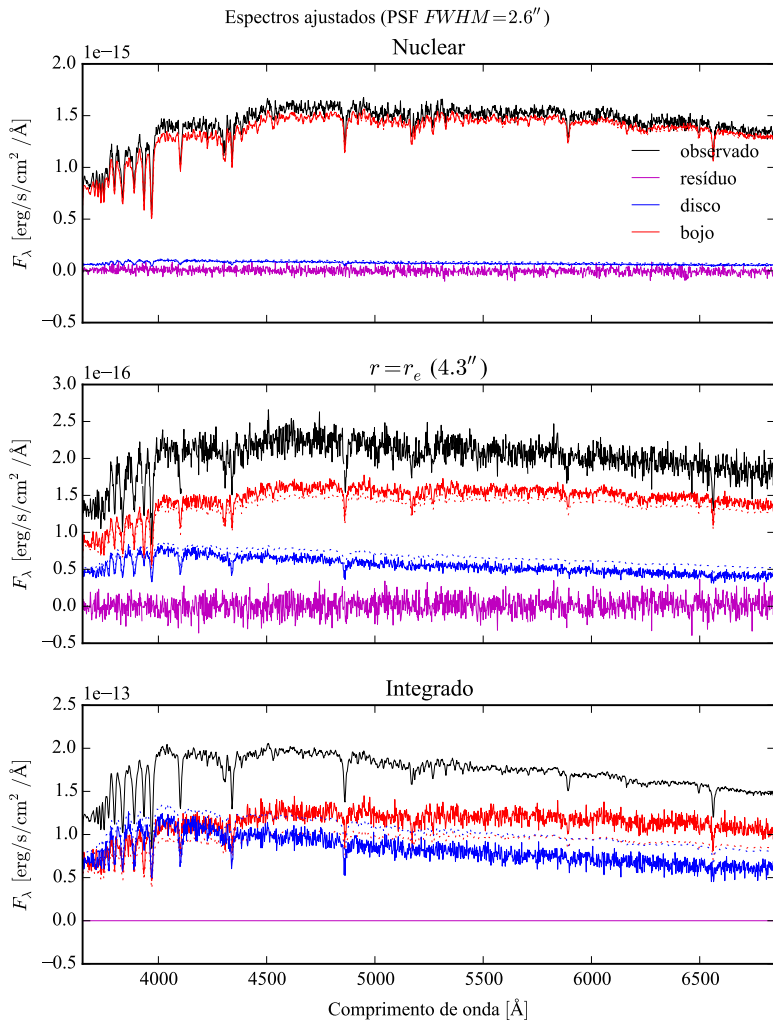 Espectros ajustados (PSF FWHM=2.6″)
Nuclear
1e−15
2.0
1.5
1.0
0.5
0.0
−0.5
F_λ [erg/s/cm² /Å]
observado
resíduo
disco
bojo
r=r_e (4.3″)
1e−16
3.0
2.5
2.0
1.5
1.0
0.5
0.0
−0.5
F_λ [erg/s/cm² /Å]
Integrado
1e−13
2.5
2.0
1.5
1.0
0.5
0.0
−0.5
F_λ [erg/s/cm² /Å]
4000 4500 5000 5500 6000 6500
Comprimento de onda [Å]